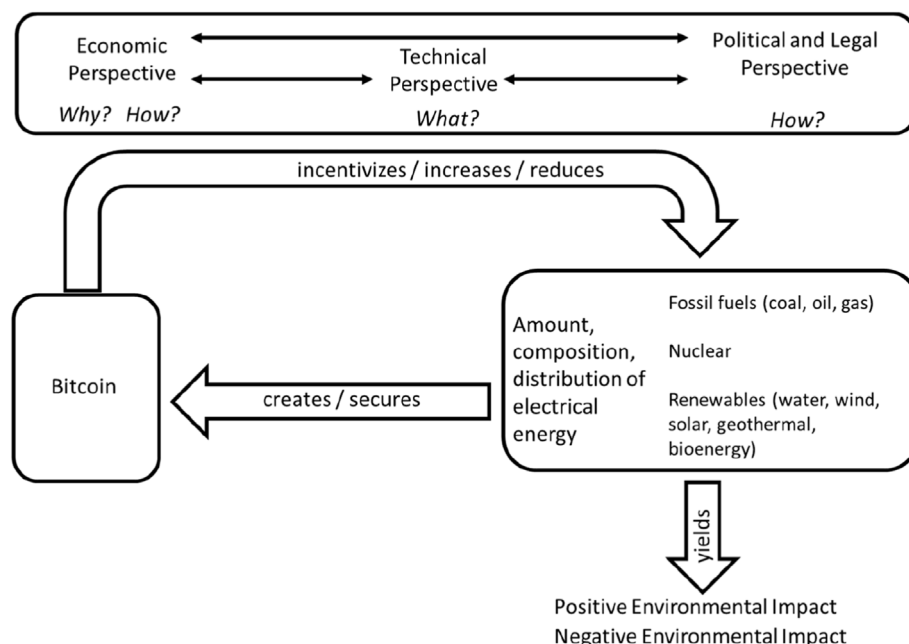 Economic
Perspective
Technical
Perspective
Political and Legal
Perspective
Why? How?
What?
How?
incentivizes / increases / reduces
Bitcoin
creates / secures
Amount,
composition,
distribution of
electrical
energy
Fossil fuels (coal, oil, gas)
Nuclear
Renewables (water, wind,
solar, geothermal,
bioenergy)
yields
Positive Environmental Impact
Negative Environmental Impact